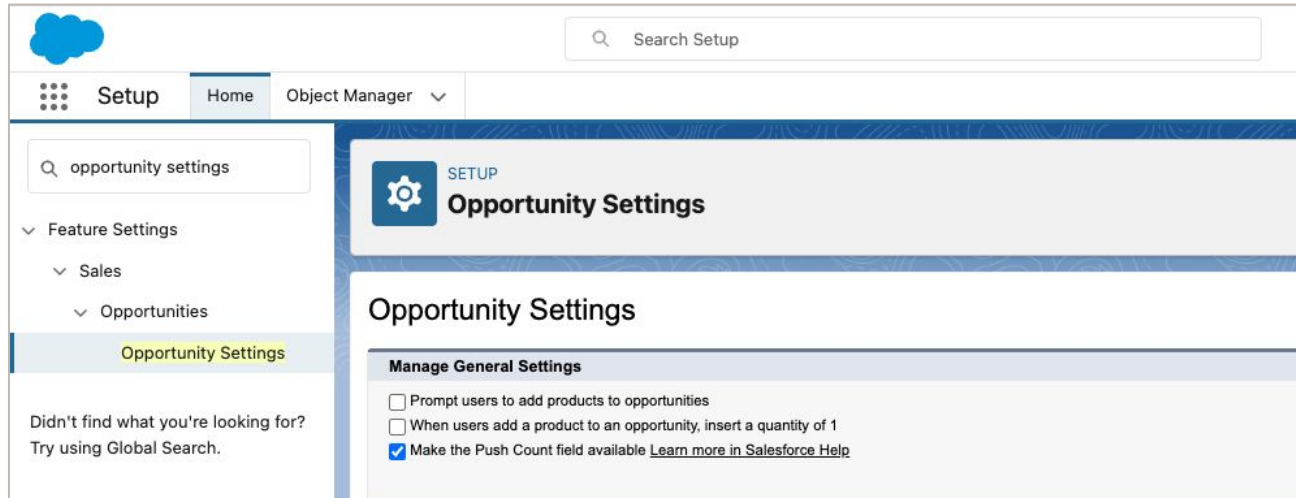 Search Setup
Setup Home Object Manager
opportunity settings
Feature Settings
Sales
Opportunities
Opportunity Settings
Didn't find what you're looking for?
Try using Global Search.
SETUP
Opportunity Settings
Opportunity Settings
Manage General Settings
Prompt users to add products to opportunities
When users add a product to an opportunity, insert a quantity of 1
Make the Push Count field available Learn more in Salesforce Help